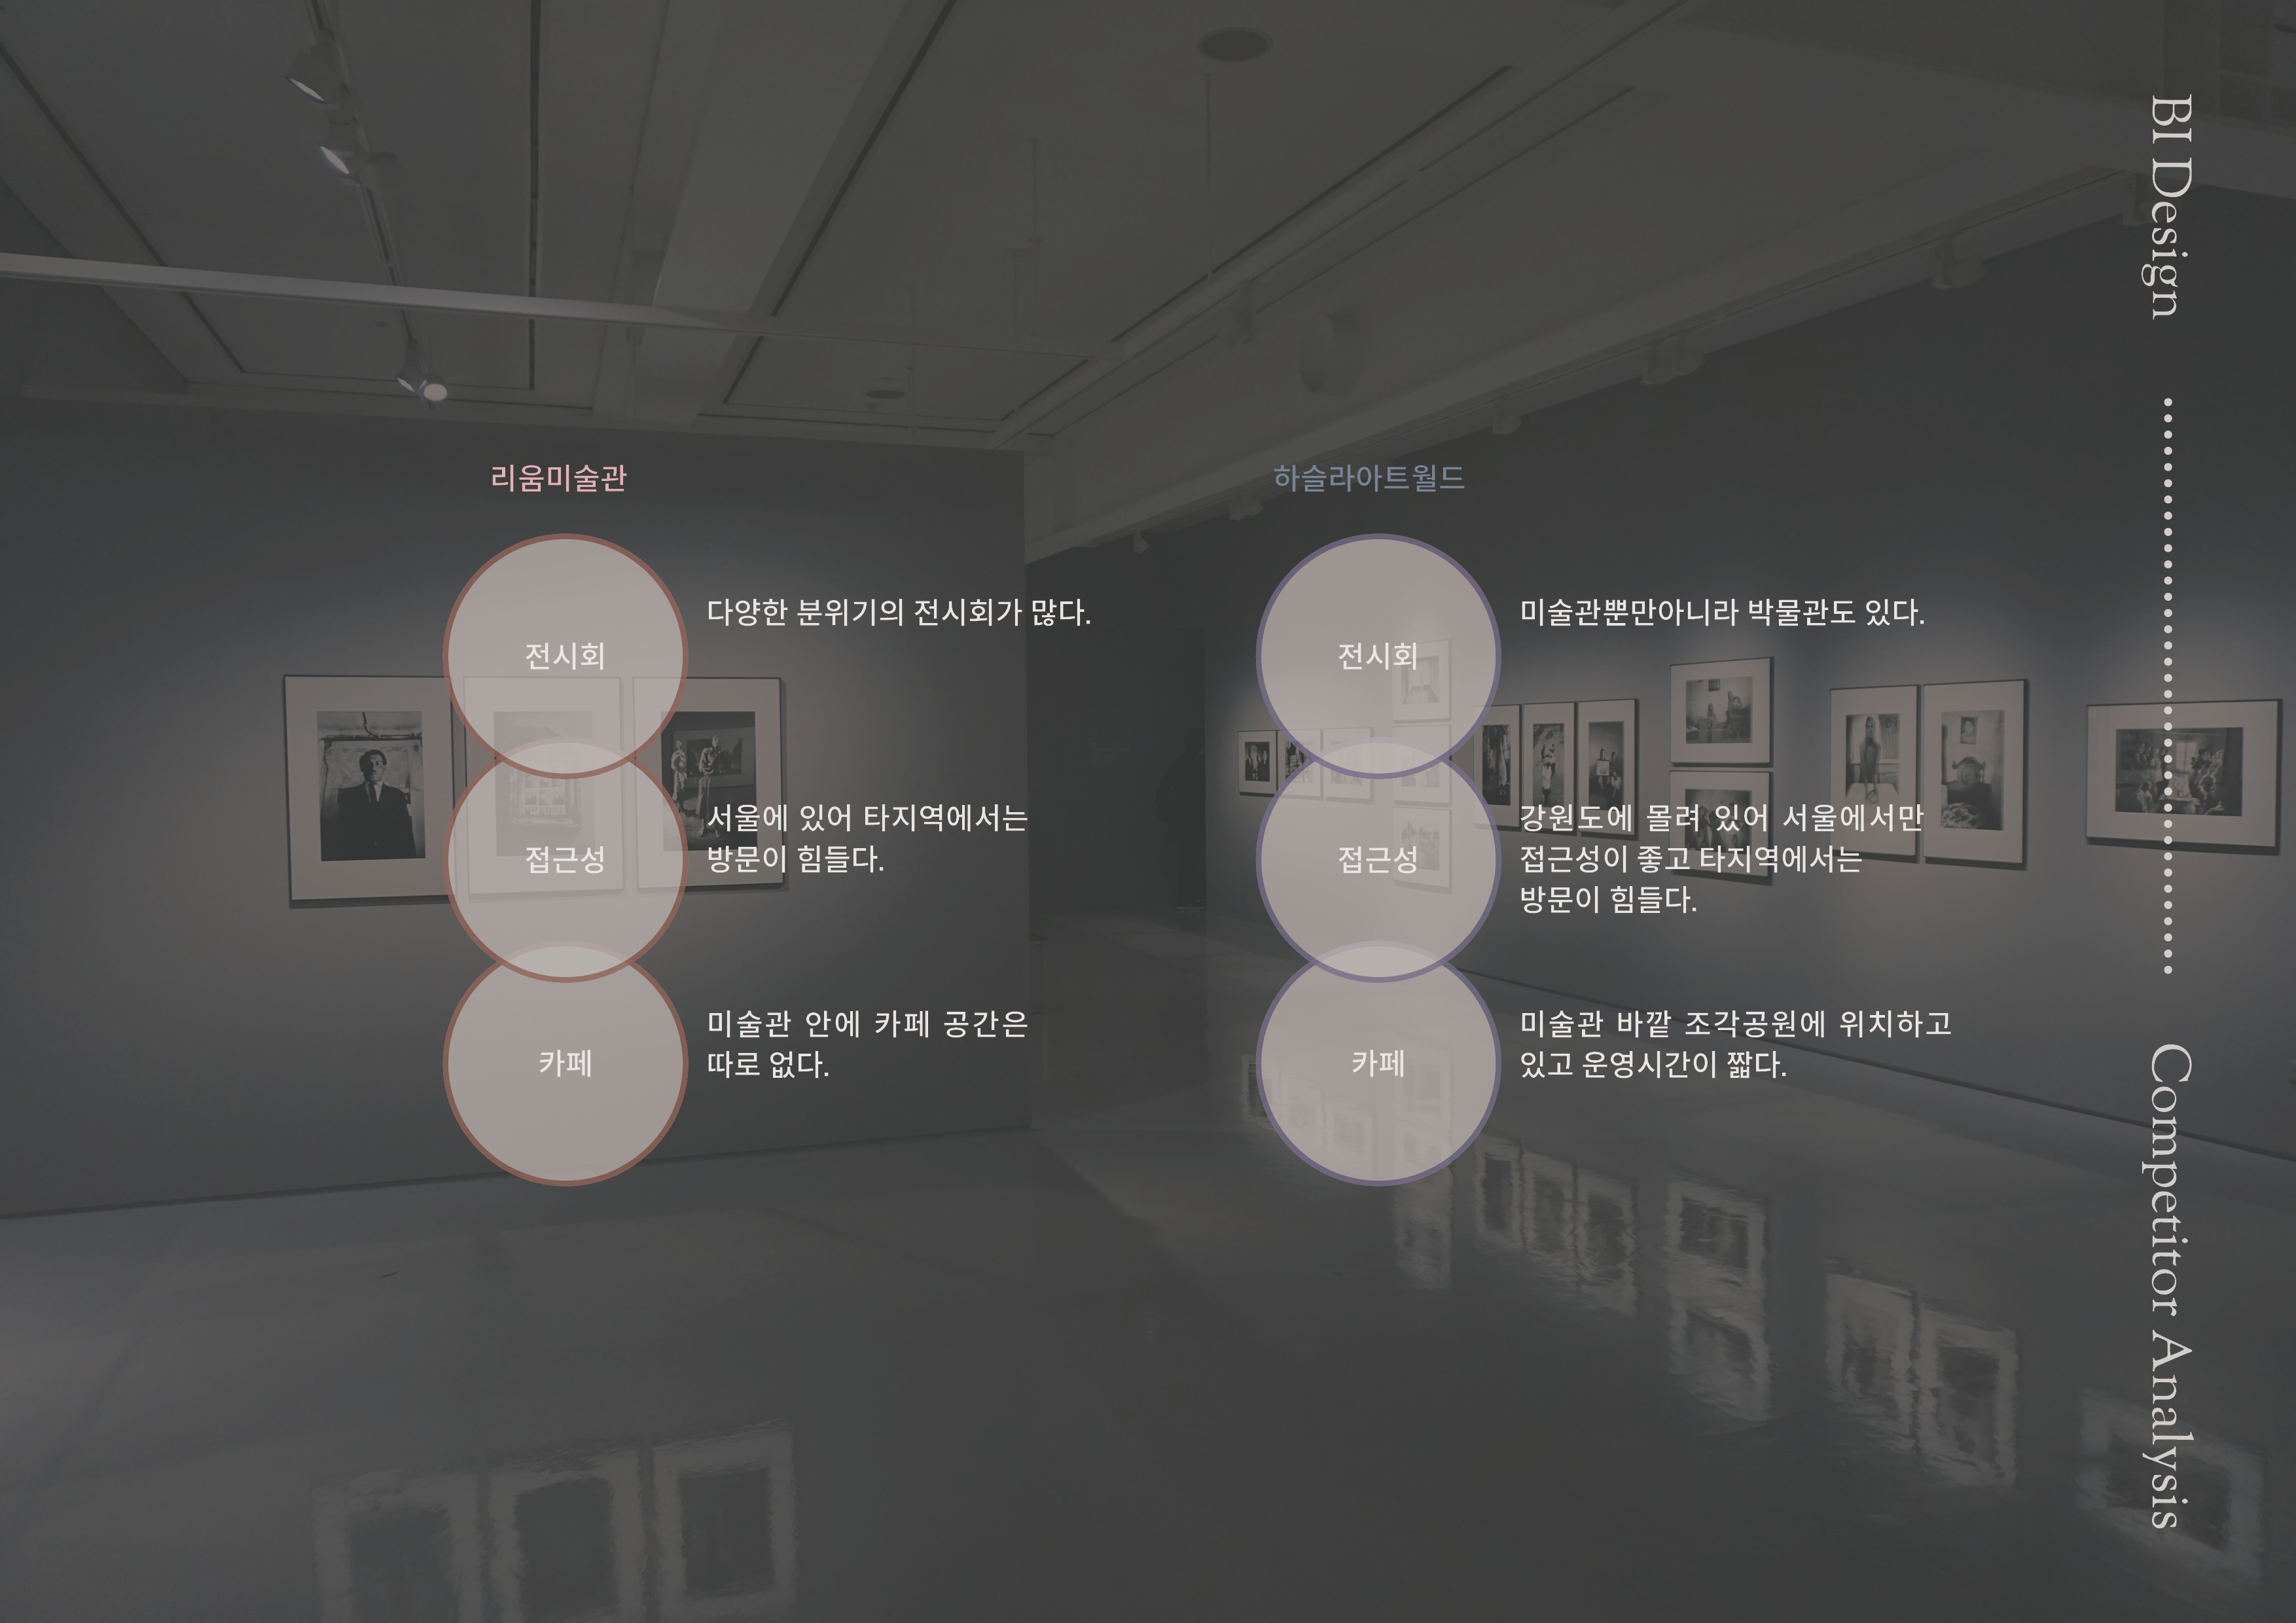 BI Design
Competitor Analysis
리움미술관
전시회
다양한 분위기의 전시회가 많다.
접근성
서울에 있어 타지역에서는
방문이 힘들다.
카페
미술관 안에 카페 공간은
따로 없다.
하슬라아트월드
전시회
미술관뿐만아니라 박물관도 있다.
접근성
강원도에 몰려 있어 서울에서만
접근성이 좋고 타지역에서는
방문이 힘들다.
카페
미술관 바깥 조각공원에 위치하고
있고 운영시간이 짧다.